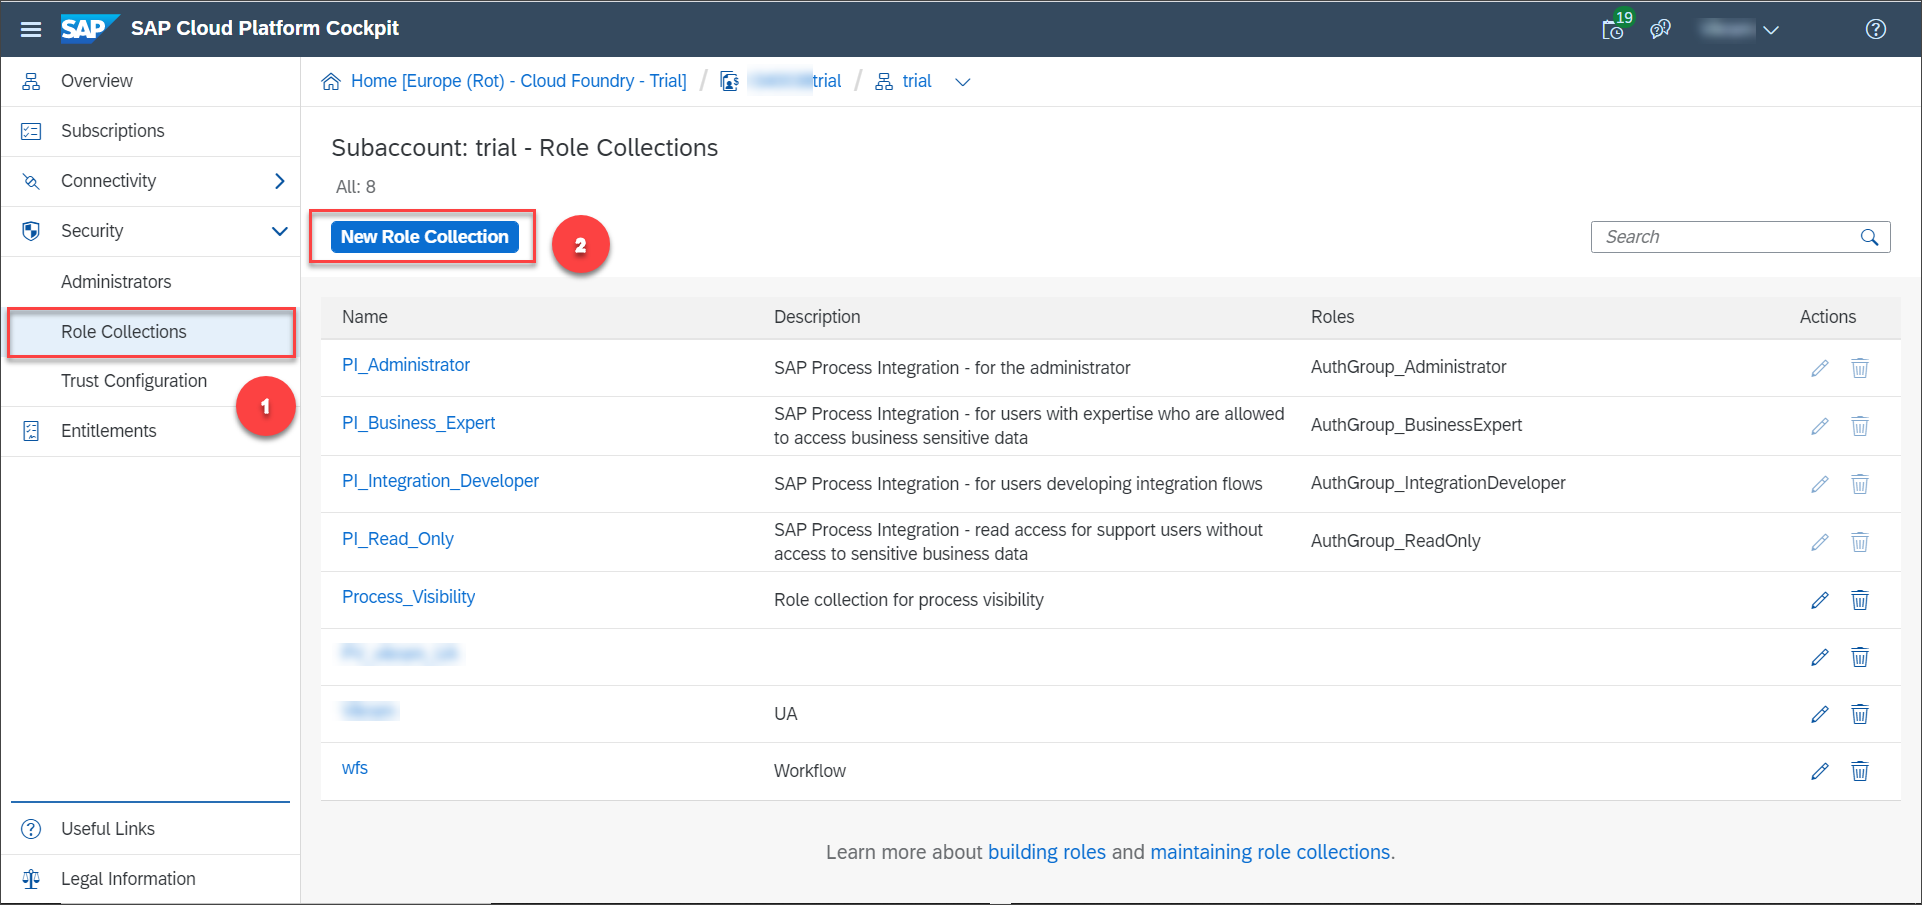 SAP SAP Cloud Platform Cockpit
19
Overview
Subscriptions
Connectivity
Security
Administrators
Role Collections
Trust Configuration
1
Entitlements
Useful Links
Legal Information
Home [Europe (Rot) - Cloud Foundry - Trial] / trial / trial
Subaccount: trial - Role Collections
All: 8
New Role Collection
2
Search
Name Description Roles Actions
PI_Administrator SAP Process Integration - for the administrator AuthGroup_Administrator
PI_Business_Expert SAP Process Integration - for users with expertise who are allowed
to access business sensitive data AuthGroup_BusinessExpert
PI_Integration_Developer SAP Process Integration - for users developing integration flows AuthGroup_IntegrationDeveloper
PI_Read_Only SAP Process Integration - read access for support users without
access to sensitive business data AuthGroup_ReadOnly
Process_Visibility Role collection for process visibility
UA
wfs Workflow
Learn more about building roles and maintaining role collections.